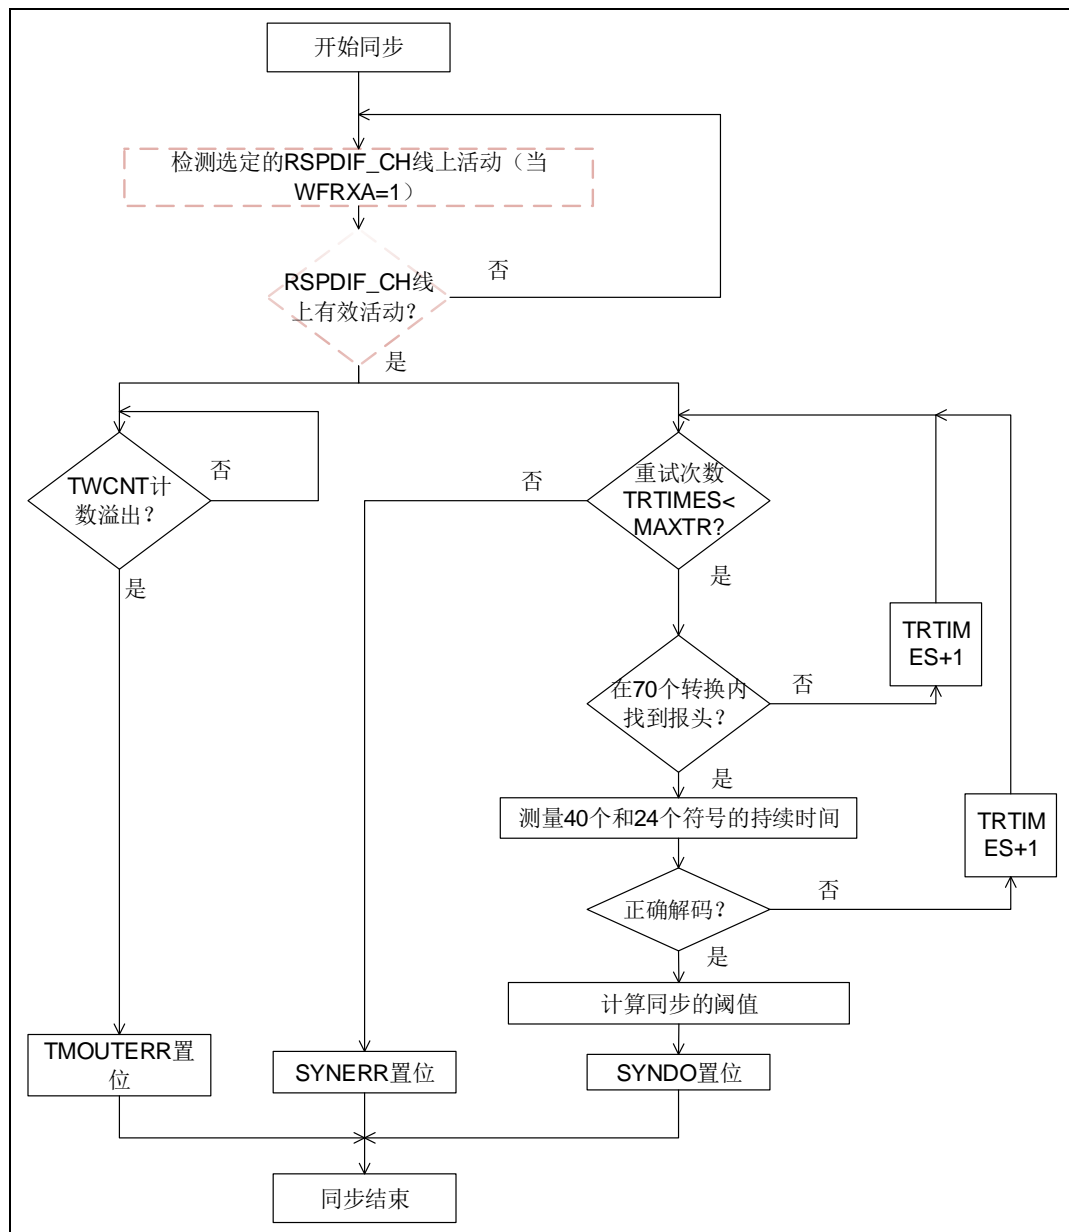 开始同步
检测选定的RSPDIF_CH线上活动（当
WFRXA=1）
RSPDIF_CH线
上有效活动？
否
是
TWCNT计
数溢出？
否
是
重试次数
TRTIMES<
MAXTR?
否
是
在70个转换内
找到报头？
否
TRTIM
ES+1
是
测量40个和24个符号的持续时间
TRTIM
ES+1
正确解码？
否
是
计算同步的阈值
TMOUTERR置
位
SYNERR置位
SYNDO置位
同步结束